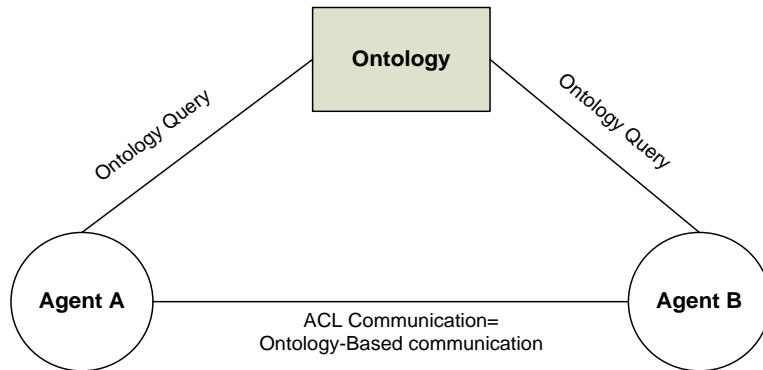 Ontology
Ontology Query
Ontology Query
Agent A
Agent B
ACL Communication=
Ontology-Based communication